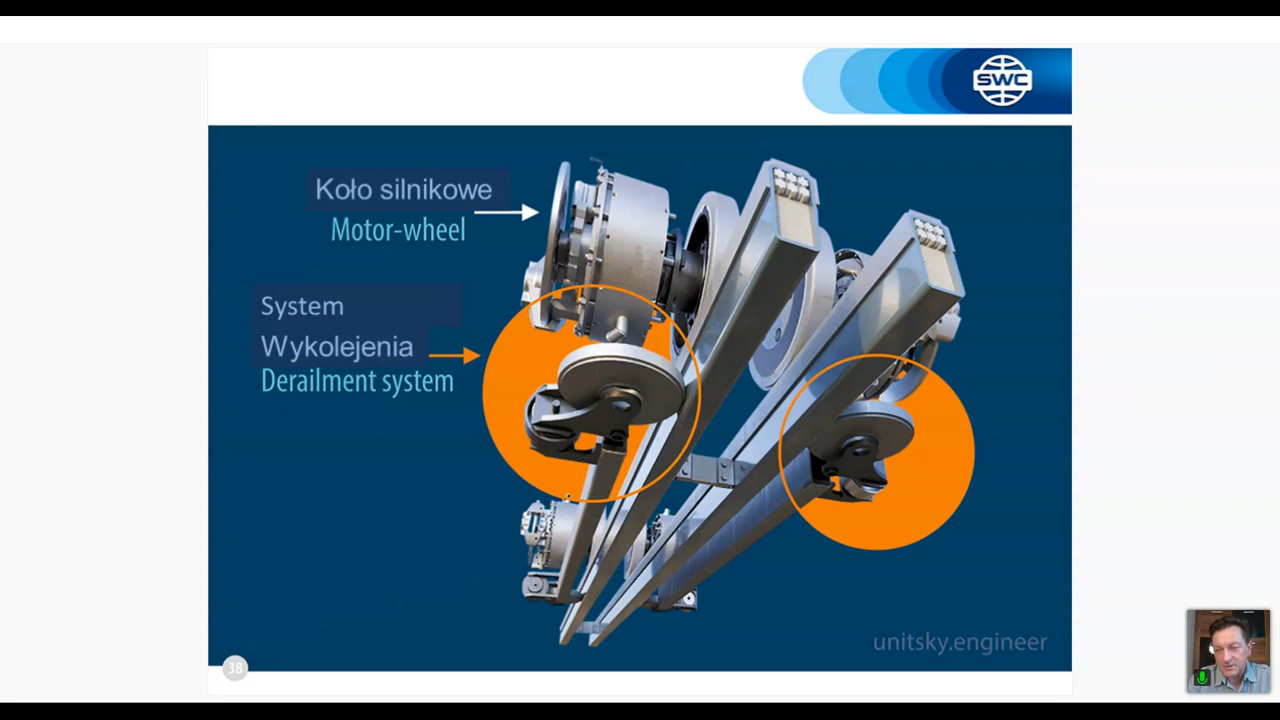 SWC
Koło silnikowe
Motor-wheel
System
Wykolejenia
Derailment system
unitsky.engineer
38